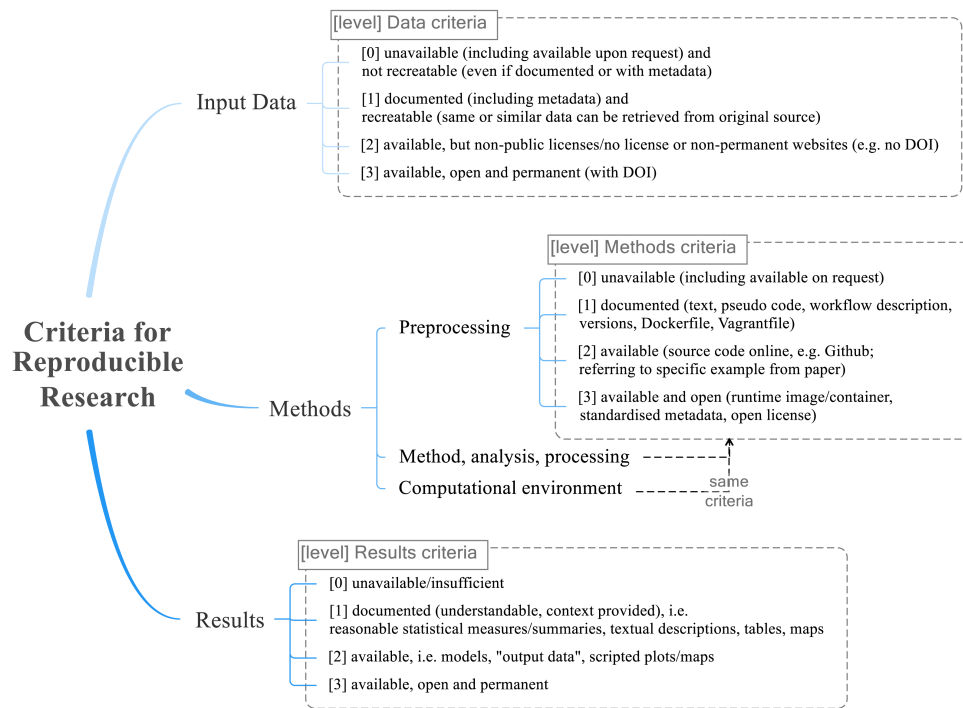 [level] Data criteria
[0] unavailable (including available upon request) and
not recreatable (even if documented or with metadata)
Input Data
[1] documented (including metadata) and
recreatable (same or similar data can be retrieved from original source)
[2] available, but non-public licenses/no license or non-permanent websites (e.g. no DOI)
[3] available, open and permanent (with DOI)
[level] Methods criteria
[0] unavailable (including available on request)
[1] documented (text, pseudo code, workflow description,
versions, Dockerfile, Vagrantfile)
Preprocessing
[2] available (source code online, e.g. Github;
referring to specific example from paper)
[3] available and open (runtime image/container,
standardised metadata, open license)
Criteria for
Reproducible
Research
Methods
Method, analysis, processing
Computational environment
same
criteria
[level] Results criteria
[0] unavailable/insufficient
[1] documented (understandable, context provided), i.e.
reasonable statistical measures/summaries, textual descriptions, tables, maps
Results
[2] available, i.e. models, "output data", scripted plots/maps
[3] available, open and permanent